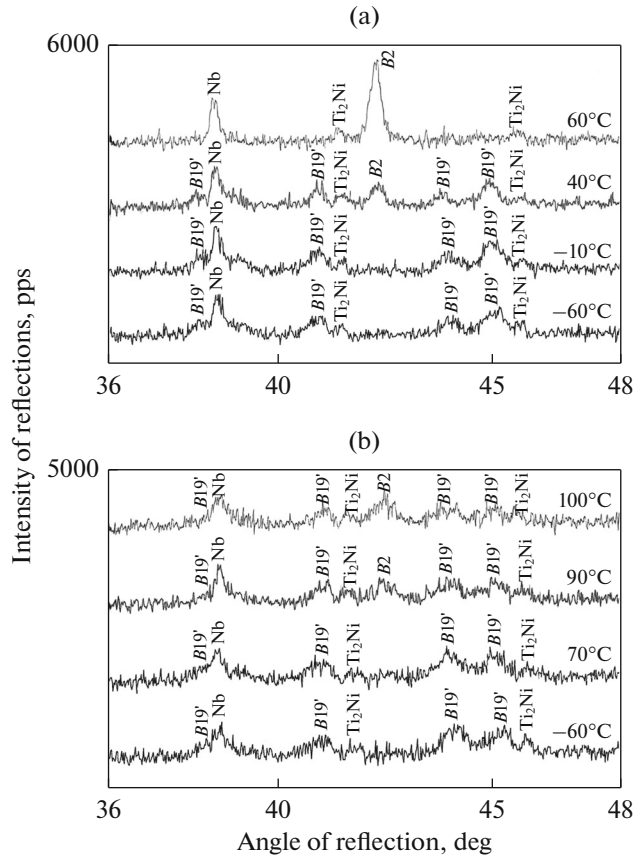 (a)
6000
Nb
Ti₂Ni
B2
Ti₂Ni
60°C
B19'
Nb
B19'
Ti₂Ni
B2
B19'
B19'
Ti₂Ni
40°C
B19'
Nb
B19'
Ti₂Ni
B19'
B19'
Ti₂Ni
–10°C
B19'
Nb
B19'
Ti₂Ni
B19'
B19'
Ti₂Ni
–60°C
36 40 45 48
Intensity of reflections, pps
(b)
5000
B19'
Nb
B19'
Ti₂Ni
B2
B19'
B19'
Ti₂Ni
100°C
B19'
Nb
B19'
Ti₂Ni
B2
B19'
B19'
Ti₂Ni
90°C
B19'
Nb
B19'
Ti₂Ni
B19'
B19'
Ti₂Ni
70°C
B19'
Nb
B19'
Ti₂Ni
B19'
B19'
Ti₂Ni
–60°C
36 40 45 48
Angle of reflection, deg